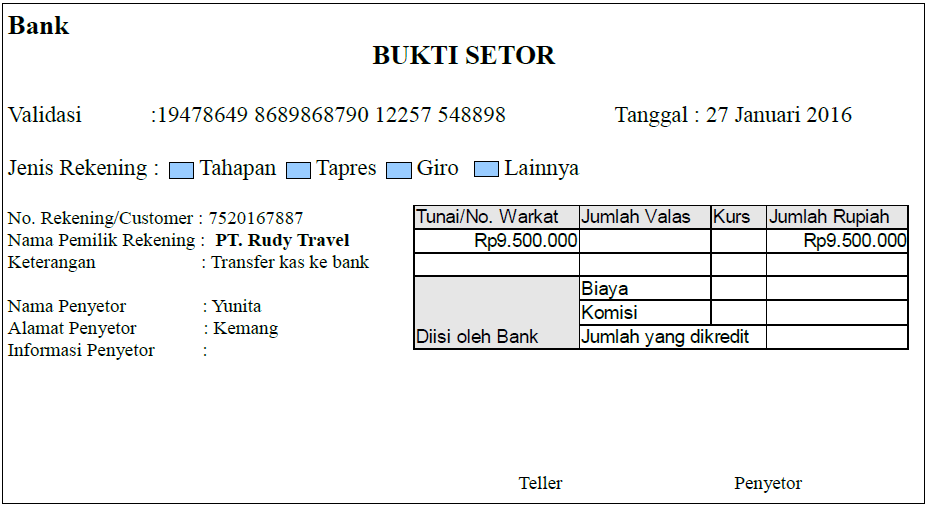 Bank
BUKTI SETOR
Validasi :19478649 8689868790 12257 548898 Tanggal : 27 Januari 2016
Jenis Rekening : Tahapan Tapres Giro Lainnya
No. Rekening/Customer : 7520167887
Nama Pemilik Rekening : PT. Rudy Travel
Keterangan : Transfer kas ke bank
Nama Penyetor : Yunita
Alamat Penyetor : Kemang
Informasi Penyetor :
Tunai/No. Warkat Jumlah Valas Kurs Jumlah Rupiah
Rp9.500.000 Rp9.500.000
Biaya
Komisi
Diisi oleh Bank Jumlah yang dikredit
Teller Penyetor